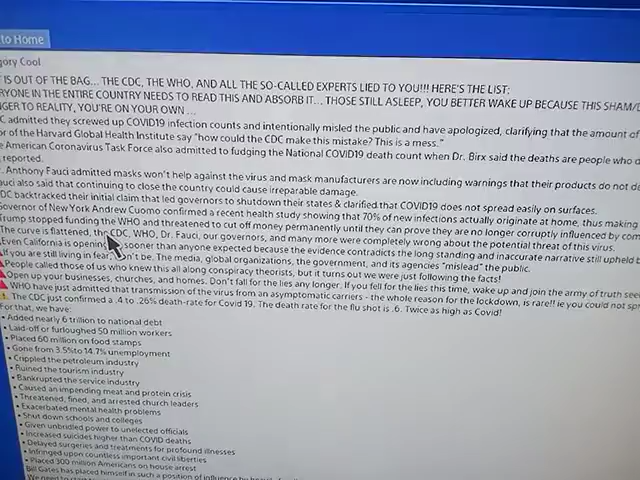 to Home
gory Cool
IS OUT OF THE BAG... THE CDC, THE WHO, AND ALL THE SO-CALLED EXPERTS LIED TO YOU!!! HERE'S THE LIST:
RYONE IN THE ENTIRE COUNTRY NEEDS TO READ THIS AND ABSORB IT... THOSE STILL ASLEEP, YOU BETTER WAKE UP BECAUSE THIS SHAM/D
GER TO REALITY, YOU'RE ON YOUR OWN ...
C admitted they screwed up COVID19 infection counts and intentionally misled the public and have apologized, clarifying that the amount of
or of the Harvard Global Health Institute say "how could the CDC make this mistake? This is a mess."
e American Coronavirus Task Force also admitted to fudging the National COVID19 death count when Dr. Birx said the deaths are people who d
reported.
. Anthony Fauci admitted masks won't help against the virus and mask manufacturers are now including warnings that their products do not de
auci also said that continuing to close the country could cause irreparable damage.
CDC backtracked their initial claim that led governors to shutdown their states & clarified that COVID19 does not spread easily on surfaces.
Governor of New York Andrew Cuomo confirmed a recent health study showing that 70% of new infections actually originate at home, thus making
Trump stopped funding the WHO and threatened to cut off money permanently until they can prove they are no longer corruptly influenced by com
The curve is flattened, the CDC, WHO, Dr. Fauci, our governors, and many more were completely wrong about the potential threat of this virus.
Even California is opening sooner than anyone expected because the evidence contradicts the long standing and inaccurate narrative still upheld b
If you are still living in fear, don't be. The media, global organizations, the government, and its agencies "mislead" the public.
People called those of us who knew this all along conspiracy theorists, but it turns out we were just following the facts!
Open up your businesses, churches, and homes. Don't fall for the lies any longer. If you fell for the lies this time, wake up and join the army of truth see
WHO have just admitted that transmission of the virus from an asymptomatic carriers - the whole reason for the lockdown, is rare!! ie you could not spr
The CDC just confirmed a .4 to .26% death-rate for Covid 19. The death rate for the flu shot is .6. Twice as high as Covid!
For that, we have:
• Added nearly 6 trillion to national debt
• Laid-off or furloughed 50 million workers
• Placed 60 million on food stamps
• Gone from 3.5% to 14.7% unemployment
• Crippled the petroleum industry
• Ruined the tourism industry
• Bankrupted the service industry
• Caused an impending meat and protein crisis
• Threatened, fined, and arrested church leaders
• Exacerbated mental health problems
• Shut down schools and colleges
• Given unbridled power to unelected officials
• Increased suicides higher than COVID deaths
• Delayed surgeries and treatments for profound illnesses
• Infringed upon countless important civil liberties
• Placed 300 million Americans on house arrest
Bill Gates has placed himself in such a position of influence by
We need to